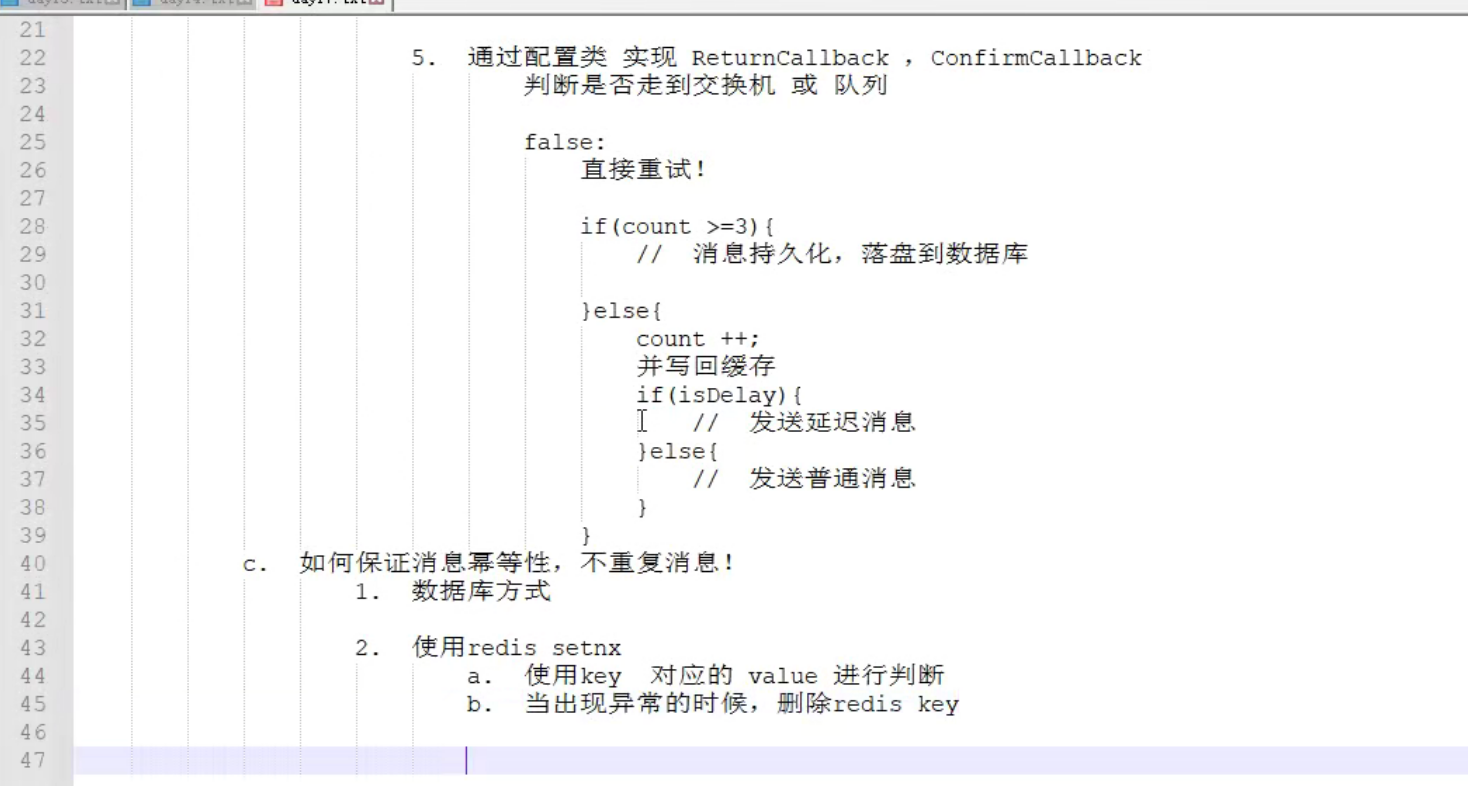 21
22 5. 通过配置类 实现 ReturnCallback , ConfirmCallback
23 判断是否走到交换机 或 队列
24
25 false:
26 直接重试!
27
28 if(count >=3){
29 // 消息持久化，落盘到数据库
30
31 }else{
32 count ++;
33 并写回缓存
34 if(isDelay){
35 // 发送延迟消息
36 }else{
37 // 发送普通消息
38 }
39 }
40 c. 如何保证消息幂等性，不重复消息!
41 1. 数据库方式
42
43 2. 使用redis setnx
44 a. 使用key 对应的 value 进行判断
45 b. 当出现异常的时候，删除redis key
46
47